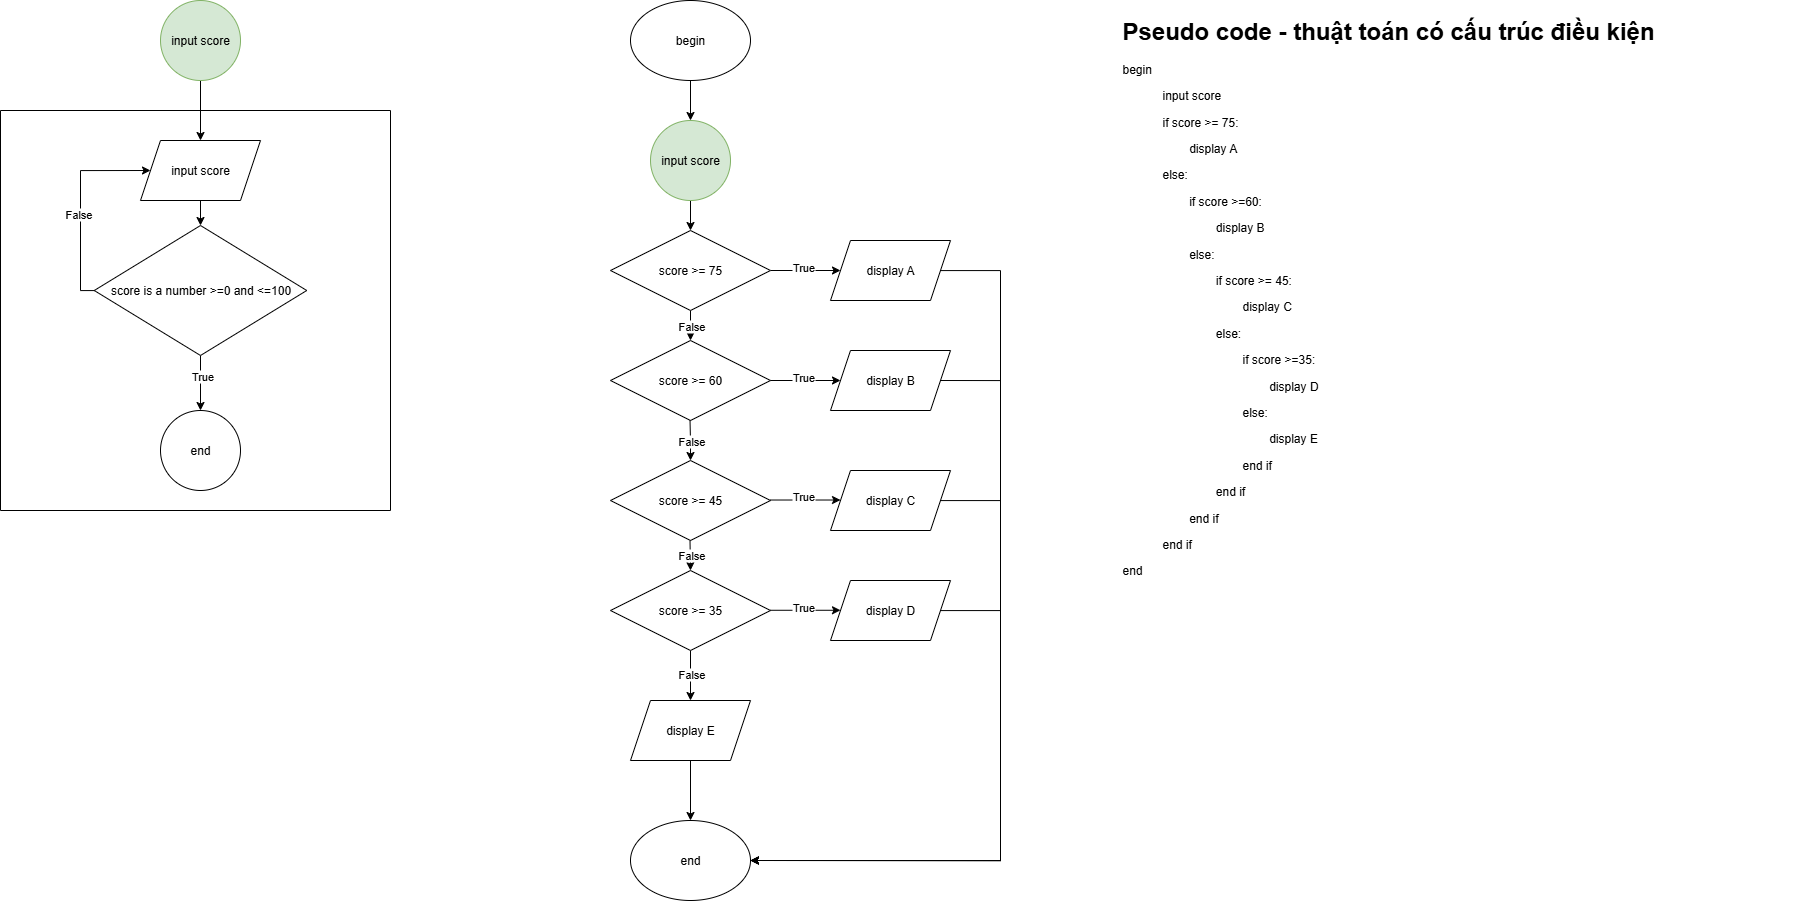 input score
input score
False
score is a number >=0 and <=100
True
end
begin
input score
score >= 75
True
display A
False
score >= 60
True
display B
False
score >= 45
True
display C
False
score >= 35
True
display D
False
display E
end
Pseudo code - thuật toán có cấu trúc điều kiện
begin
input score
if score >= 75:
display A
else:
if score >=60:
display B
else:
if score >= 45:
display C
else:
if score >=35:
display D
else:
display E
end if
end if
end if
end if
end